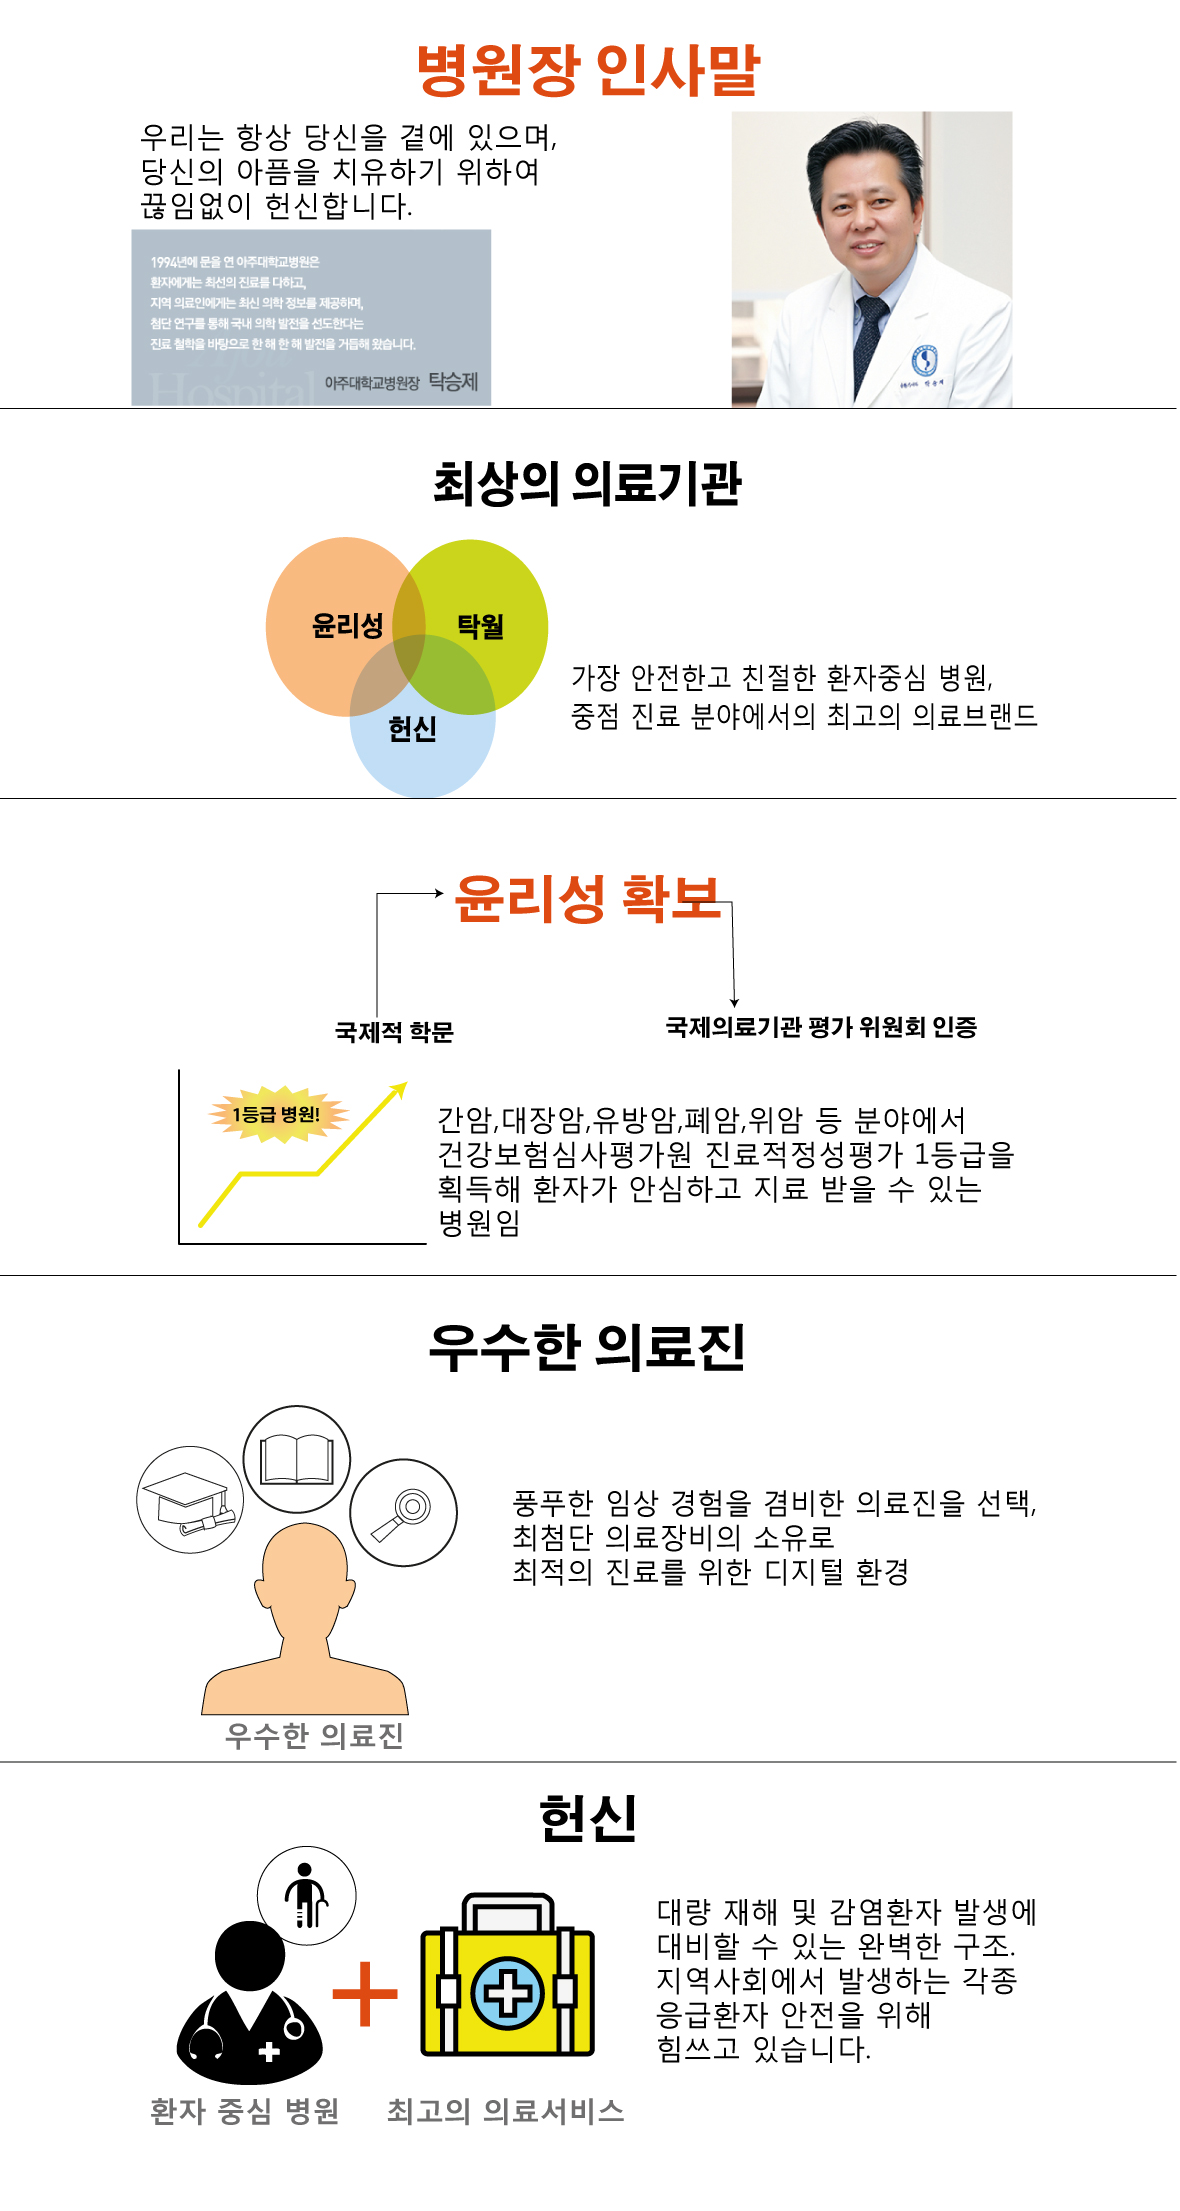 병원장 인사말
우리는 항상 당신을 곁에 있으며,
당신의 아픔을 치유하기 위하여
끊임없이 헌신합니다.
1994년에 문을 연 아주대학교병원은
환자에게는 최선의 진료를 다하고,
지역 의료인에게는 최신 의학 정보를 제공하며,
첨단 연구를 통해 국내 의학 발전을 선도한다는
진료 철학을 바탕으로 한 해 한 해 발전을 거듭해 왔습니다.
Hospital
아주대학교병원장 탁승제
최상의 의료기관
윤리성
탁월
헌신
가장 안전한고 친절한 환자중심 병원,
중점 진료 분야에서의 최고의 의료브랜드
윤리성 확보
국제적 학문
국제의료기관 평가 위원회 인증
1등급 병원!
간암,대장암,유방암,폐암,위암 등 분야에서
건강보험심사평가원 진료적정성평가 1등급을
획득해 환자가 안심하고 지료 받을 수 있는
병원임
우수한 의료진
풍푸한 임상 경험을 겸비한 의료진을 선택,
최첨단 의료장비의 소유로
최적의 진료를 위한 디지털 환경
우수한 의료진
헌신
대량 재해 및 감염환자 발생에
대비할 수 있는 완벽한 구조.
지역사회에서 발생하는 각종
응급환자 안전을 위해
힘쓰고 있습니다.
환자 중심 병원
최고의 의료서비스